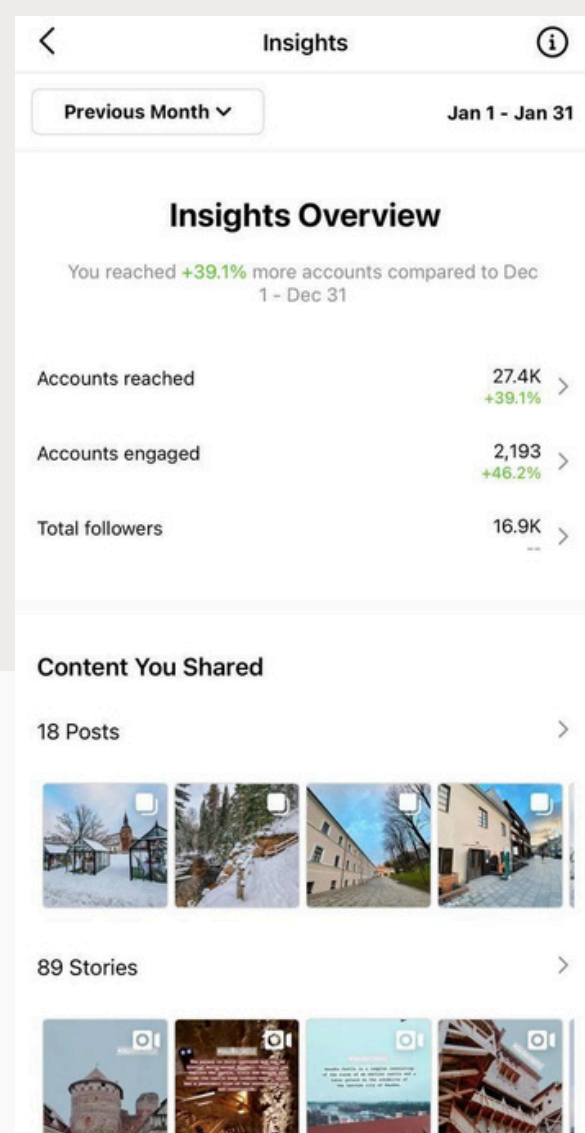 Insights
Previous Month
Jan 1 - Jan 31
Insights Overview
You reached +39.1% more accounts compared to Dec
1 - Dec 31
Accounts reached
27.4K
+39.1%
Accounts engaged
2,193
+46.2%
Total followers
16.9K
--
Content You Shared
18 Posts
89 Stories